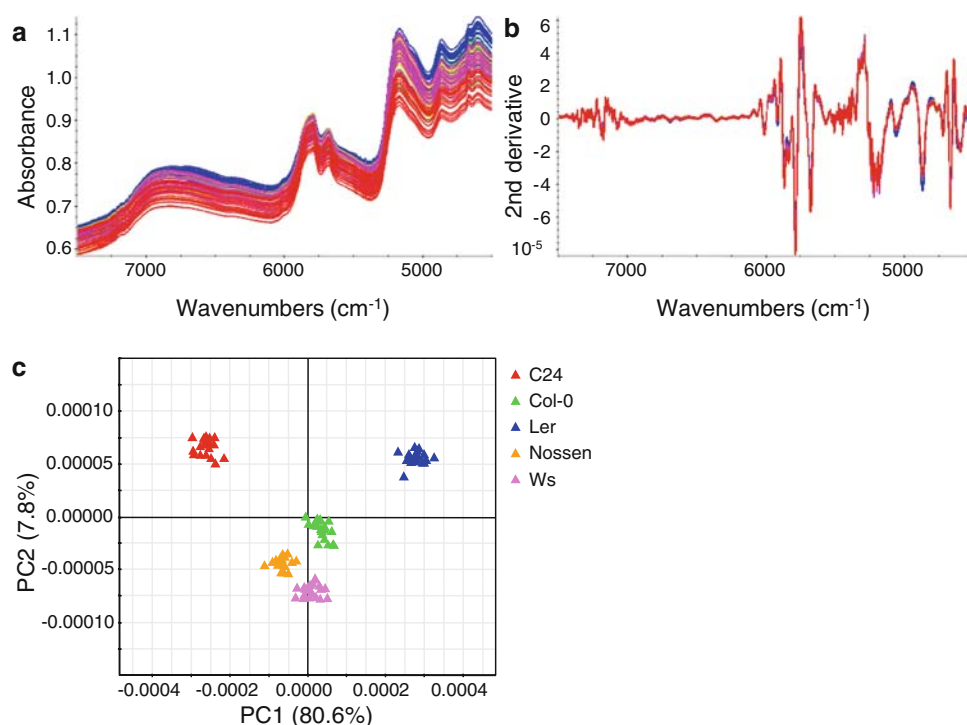 a
1.1
1.0
0.9
0.8
0.7
0.6
Absorbance
7000 6000 5000
Wavenumbers (cm⁻¹)
b
6
4
2
0
-2
-4
-6
10⁻⁵
2nd derivative
7000 6000 5000
Wavenumbers (cm⁻¹)
c
0.00010
0.00005
0.00000
-0.00005
-0.00010
PC2 (7.8%)
-0.0004 -0.0002 0.0000 0.0002 0.0004
PC1 (80.6%)
C24
Col-0
Ler
Nossen
Ws